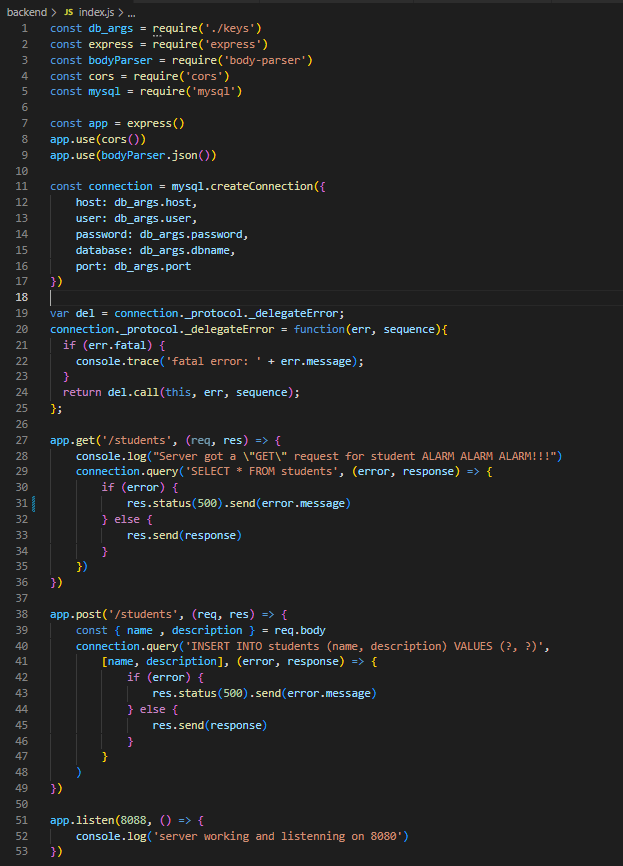 backend > JS index.js > ...
1 const db_args = require('./keys')
2 const express = require('express')
3 const bodyParser = require('body-parser')
4 const cors = require('cors')
5 const mysql = require('mysql')
6
7 const app = express()
8 app.use(cors())
9 app.use(bodyParser.json())
10
11 const connection = mysql.createConnection({
12     host: db_args.host,
13     user: db_args.user,
14     password: db_args.password,
15     database: db_args.dbname,
16     port: db_args.port
17 })
18
19 var del = connection._protocol._delegateError;
20 connection._protocol._delegateError = function(err, sequence){
21   if (err.fatal) {
22     console.trace('fatal error: ' + err.message);
23   }
24   return del.call(this, err, sequence);
25 };
26
27 app.get('/students', (req, res) => {
28     console.log("Server got a \"GET\" request for student ALARM ALARM ALARM!!!")
29     connection.query('SELECT * FROM students', (error, response) => {
30         if (error) {
31             res.status(500).send(error.message)
32         } else {
33             res.send(response)
34         }
35     })
36 })
37
38 app.post('/students', (req, res) => {
39     const { name , description } = req.body
40     connection.query('INSERT INTO students (name, description) VALUES (?, ?)',
41         [name, description], (error, response) => {
42             if (error) {
43                 res.status(500).send(error.message)
44             } else {
45                 res.send(response)
46             }
47         }
48     )
49 })
50
51 app.listen(8088, () => {
52     console.log('server working and listenning on 8080')
53 })